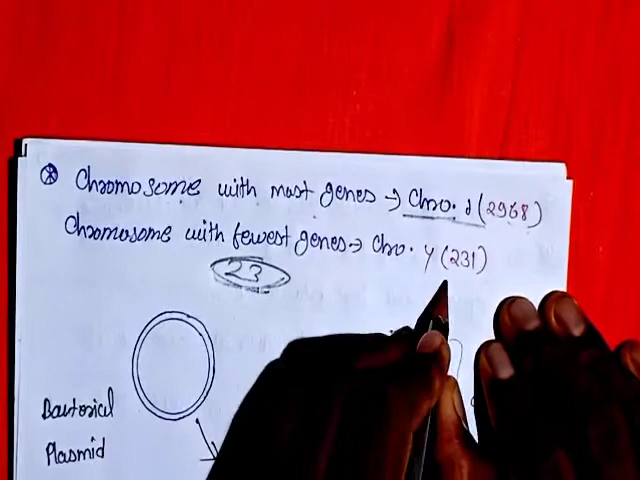 Chromosome with most genes → Chro. 1 (2968)
Chromosome with fewest genes → Chro. Y (231)
23
Bacterial
Plasmid